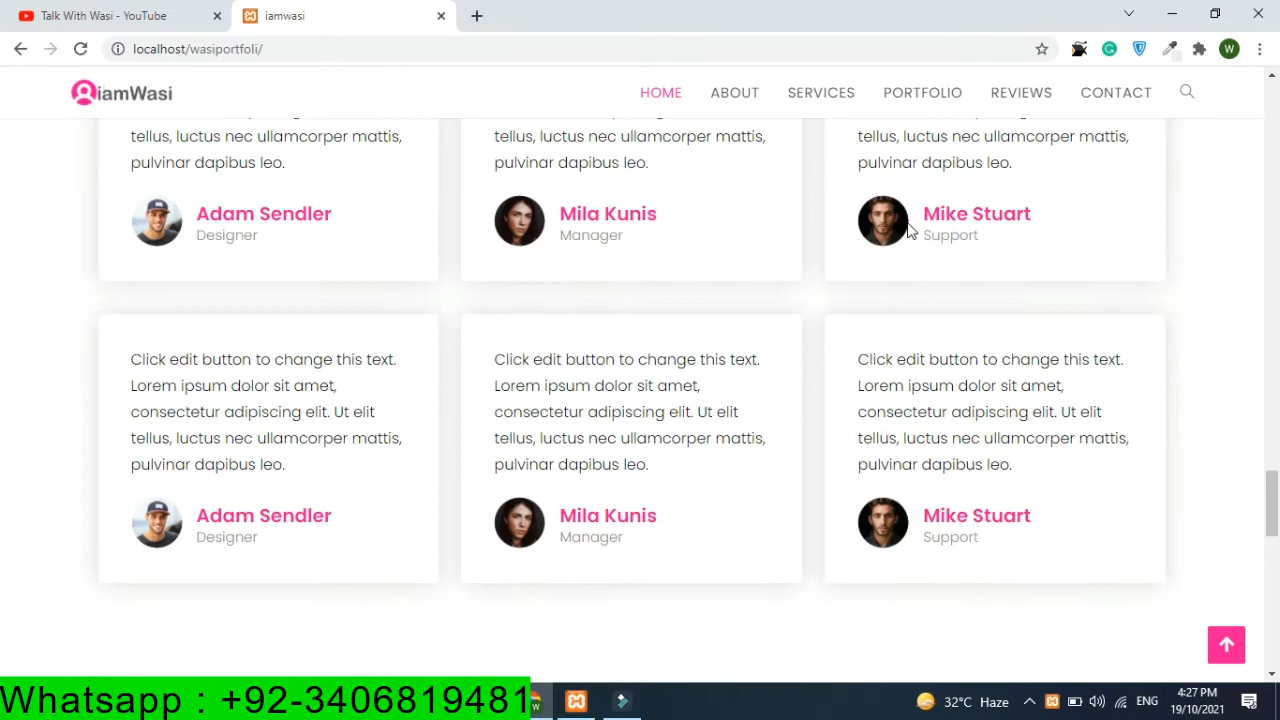 Talk With Wasi - YouTube
iamwasi
localhost/wasiportfoli/
W
iamWasi
HOME ABOUT SERVICES PORTFOLIO REVIEWS CONTACT
tellus, luctus nec ullamcorper mattis,
pulvinar dapibus leo.
Adam Sendler
Designer
tellus, luctus nec ullamcorper mattis,
pulvinar dapibus leo.
Mila Kunis
Manager
tellus, luctus nec ullamcorper mattis,
pulvinar dapibus leo.
Mike Stuart
Support
Click edit button to change this text.
Lorem ipsum dolor sit amet,
consectetur adipiscing elit. Ut elit
tellus, luctus nec ullamcorper mattis,
pulvinar dapibus leo.
Adam Sendler
Designer
Click edit button to change this text.
Lorem ipsum dolor sit amet,
consectetur adipiscing elit. Ut elit
tellus, luctus nec ullamcorper mattis,
pulvinar dapibus leo.
Mila Kunis
Manager
Click edit button to change this text.
Lorem ipsum dolor sit amet,
consectetur adipiscing elit. Ut elit
tellus, luctus nec ullamcorper mattis,
pulvinar dapibus leo.
Mike Stuart
Support
Whatsapp : +92-3406819481
32°C Haze
ENG
4:27 PM
19/10/2021